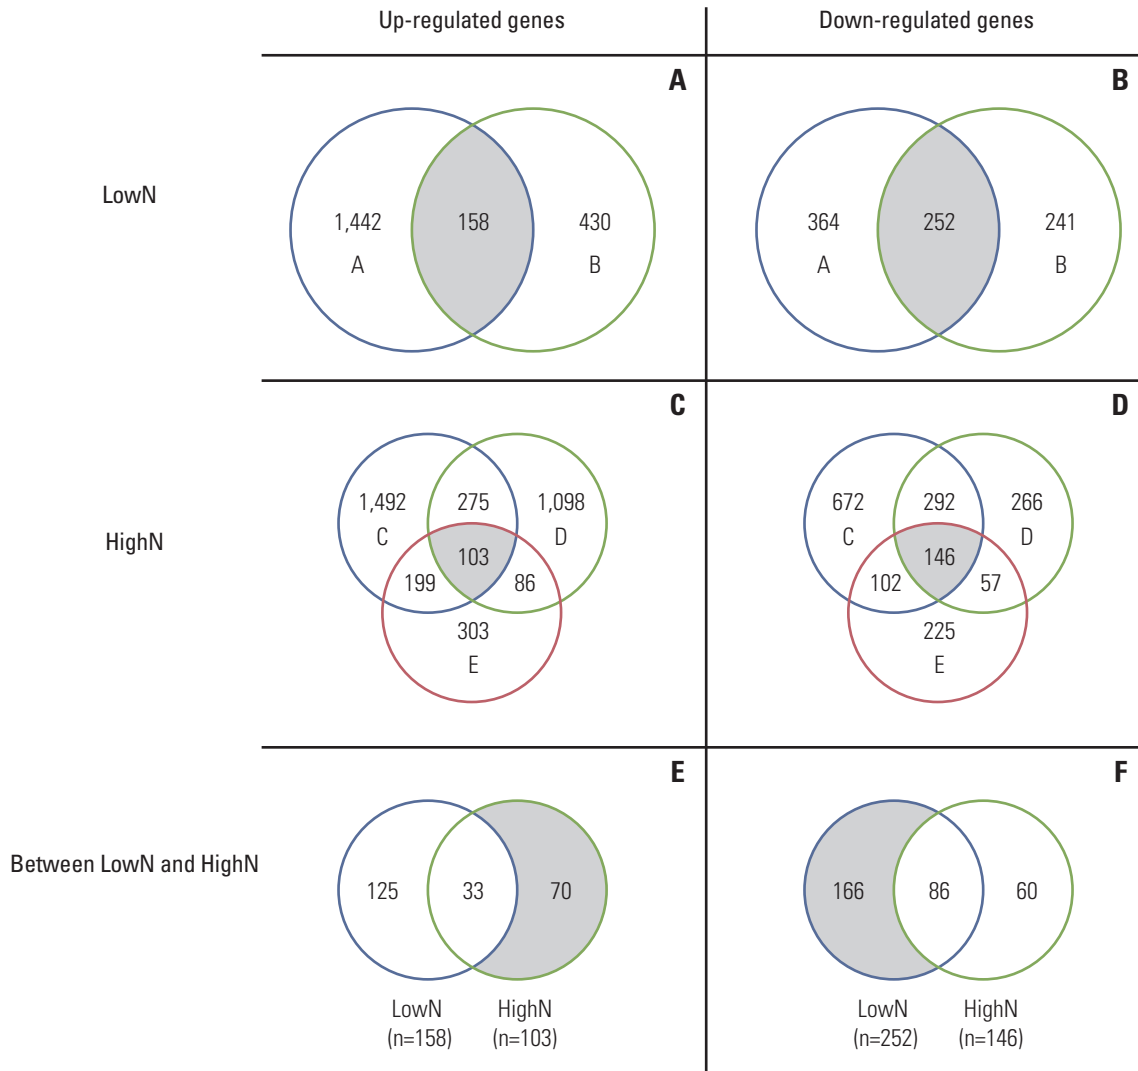 Up-regulated genes
Down-regulated genes
LowN
A
1,442
158
430
A
B
B
364
252
241
A
B
HighN
C
1,492
275
1,098
C
D
103
199
86
303
E
D
672
292
266
C
D
146
102
57
225
E
Between LowN and HighN
E
125
33
70
LowN
(n=158)
HighN
(n=103)
F
166
86
60
LowN
(n=252)
HighN
(n=146)